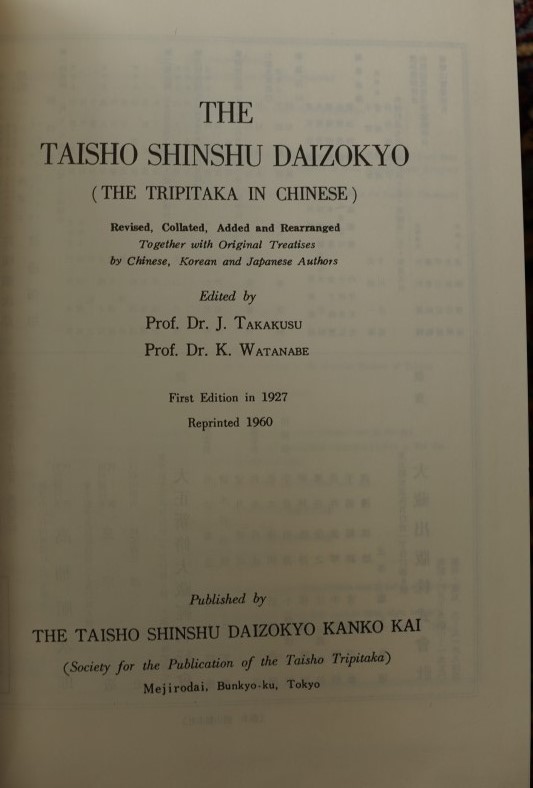 THE
TAISHO SHINSHU DAIZOKYO
(THE TRIPITAKA IN CHINESE)
Revised, Collated, Added and Rearranged
Together with Original Treatises
by Chinese, Korean and Japanese Authors
Edited by
Prof. Dr. J. TAKAKUSU
Prof. Dr. K. WATANABE
First Edition in 1927
Reprinted 1960
Published by
THE TAISHO SHINSHU DAIZOKYO KANKO KAI
(Society for the Publication of the Taisho Tripitaka)
Mejirodai, Bunkyo-ku, Tokyo